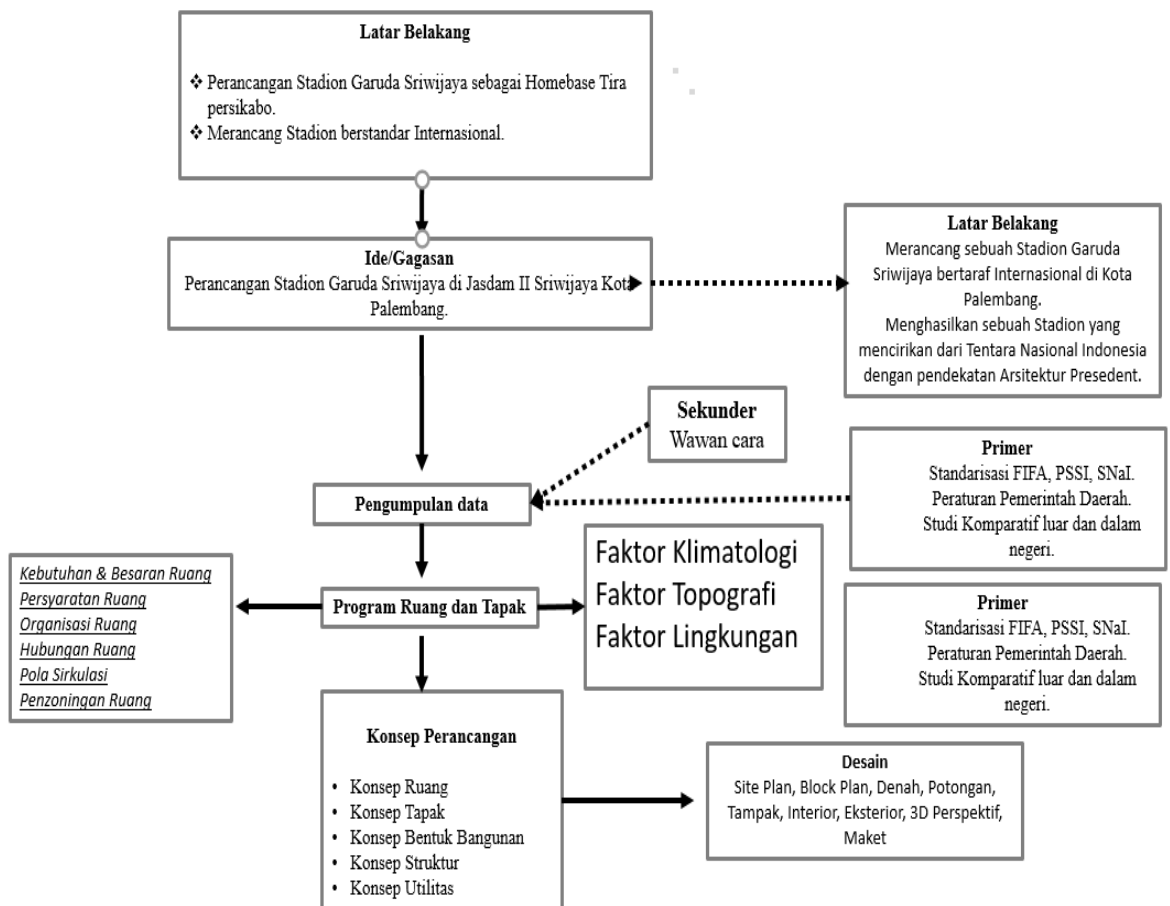 Latar Belakang
❖ Perancangan Stadion Garuda Sriwijaya sebagai Homebase Tira
persikabo.
❖ Merancang Stadion berstandar Internasional.
Ide/Gagasan
Perancangan Stadion Garuda Sriwijaya di Jasdam II Sriwijaya Kota
Palembang.
Latar Belakang
Merancang sebuah Stadion Garuda
Sriwijaya bertaraf Internasional di Kota
Palembang.
Menghasilkan sebuah Stadion yang
mencirikan dari Tentara Nasional Indonesia
dengan pendekatan Arsitektur Presedent.
Sekunder
Wawan cara
Primer
Standarisasi FIFA, PSSI, SNaI.
Peraturan Pemerintah Daerah.
Studi Komparatif luar dan dalam
negeri.
Pengumpulan data
Kebutuhan & Besaran Ruang
Persyaratan Ruang
Organisasi Ruang
Hubungan Ruang
Pola Sirkulasi
Penzoningan Ruang
Program Ruang dan Tapak
Faktor Klimatologi
Faktor Topografi
Faktor Lingkungan
Primer
Standarisasi FIFA, PSSI, SNaI.
Peraturan Pemerintah Daerah.
Studi Komparatif luar dan dalam
negeri.
Konsep Perancangan
• Konsep Ruang
• Konsep Tapak
• Konsep Bentuk Bangunan
• Konsep Struktur
• Konsep Utilitas
Desain
Site Plan, Block Plan, Denah, Potongan,
Tampak, Interior, Eksterior, 3D Perspektif,
Maket